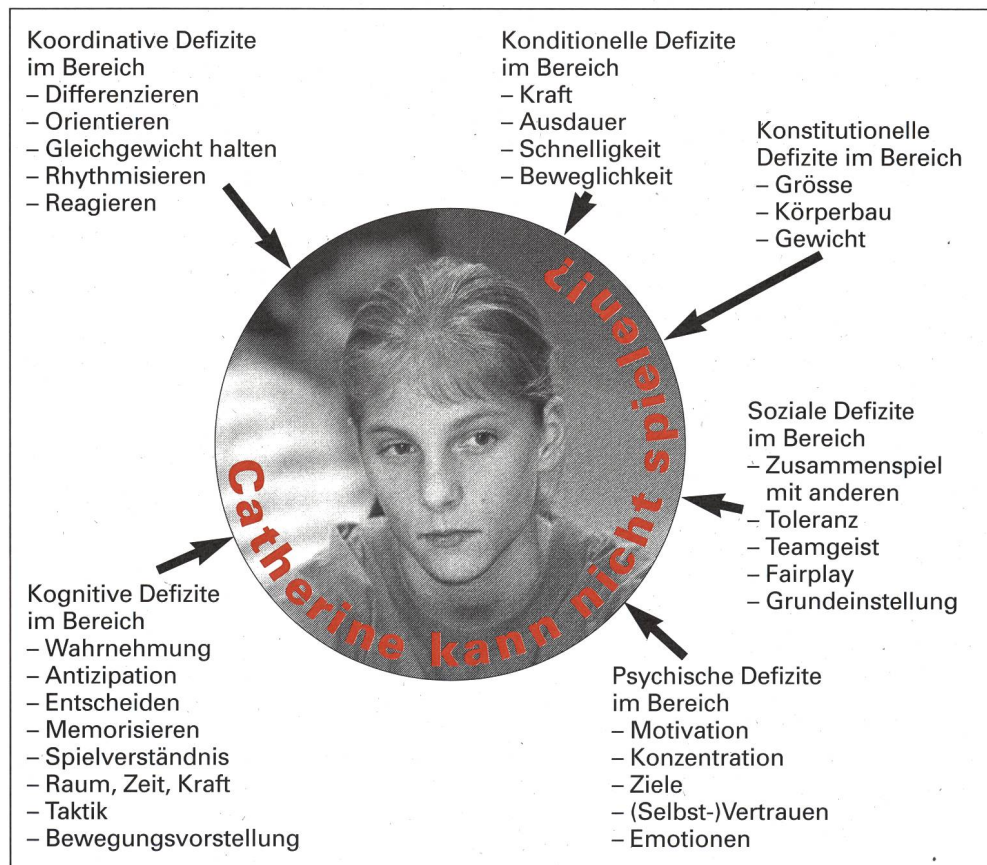 Koordinative Defizite
im Bereich
– Differenzieren
– Orientieren
– Gleichgewicht halten
– Rhythmisieren
– Reagieren
Konditionelle Defizite
im Bereich
– Kraft
– Ausdauer
– Schnelligkeit
– Beweglichkeit
Konstitutionelle
Defizite im Bereich
– Grösse
– Körperbau
– Gewicht
Catherine kann nicht spielen¡¿
Soziale Defizite
im Bereich
– Zusammenspiel
mit anderen
– Toleranz
– Teamgeist
– Fairplay
– Grundeinstellung
Kognitive Defizite
im Bereich
– Wahrnehmung
– Antizipation
– Entscheiden
– Memorisieren
– Spielverständnis
– Raum, Zeit, Kraft
– Taktik
– Bewegungsvorstellung
Psychische Defizite
im Bereich
– Motivation
– Konzentration
– Ziele
– (Selbst-)Vertrauen
– Emotionen